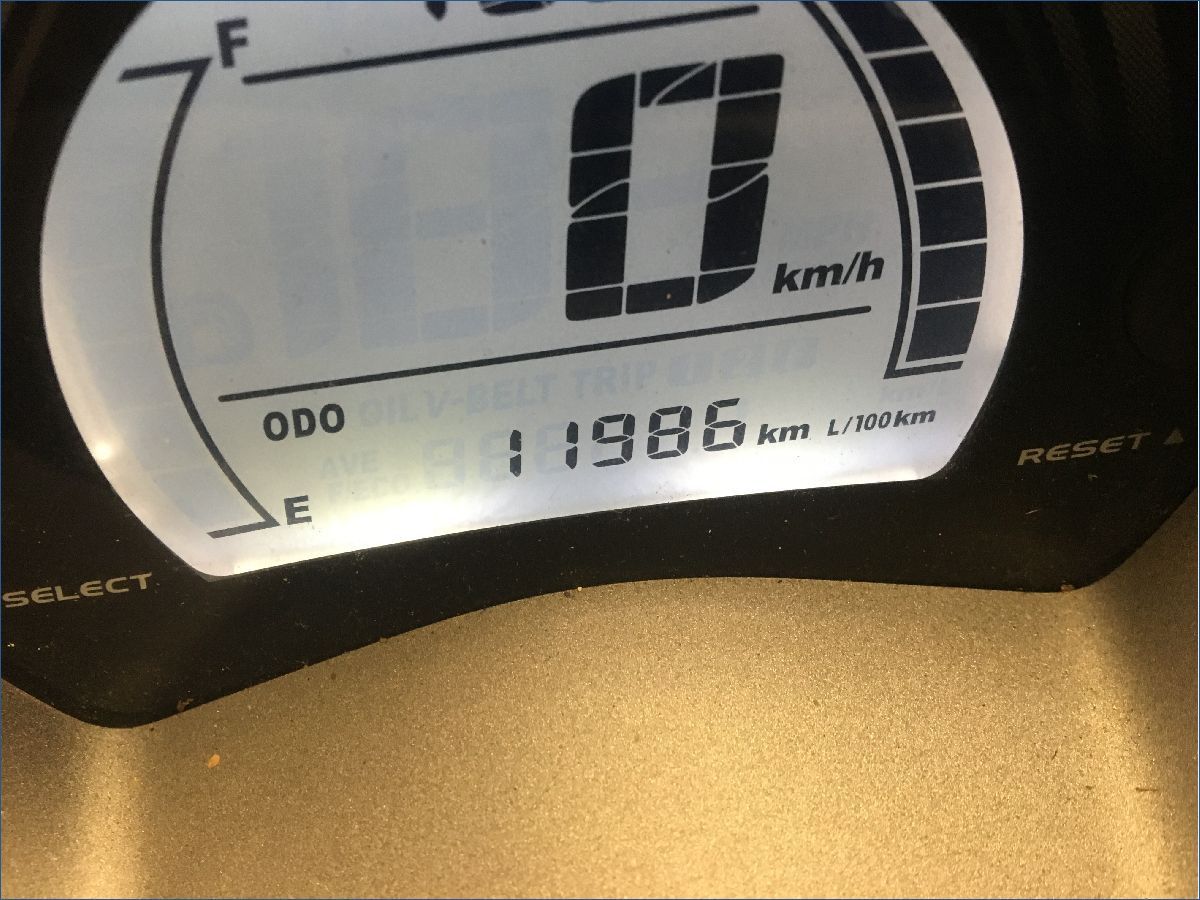 F
0 km/h
ODO
11986 km L/100km
E
RESET ▲
SELECT